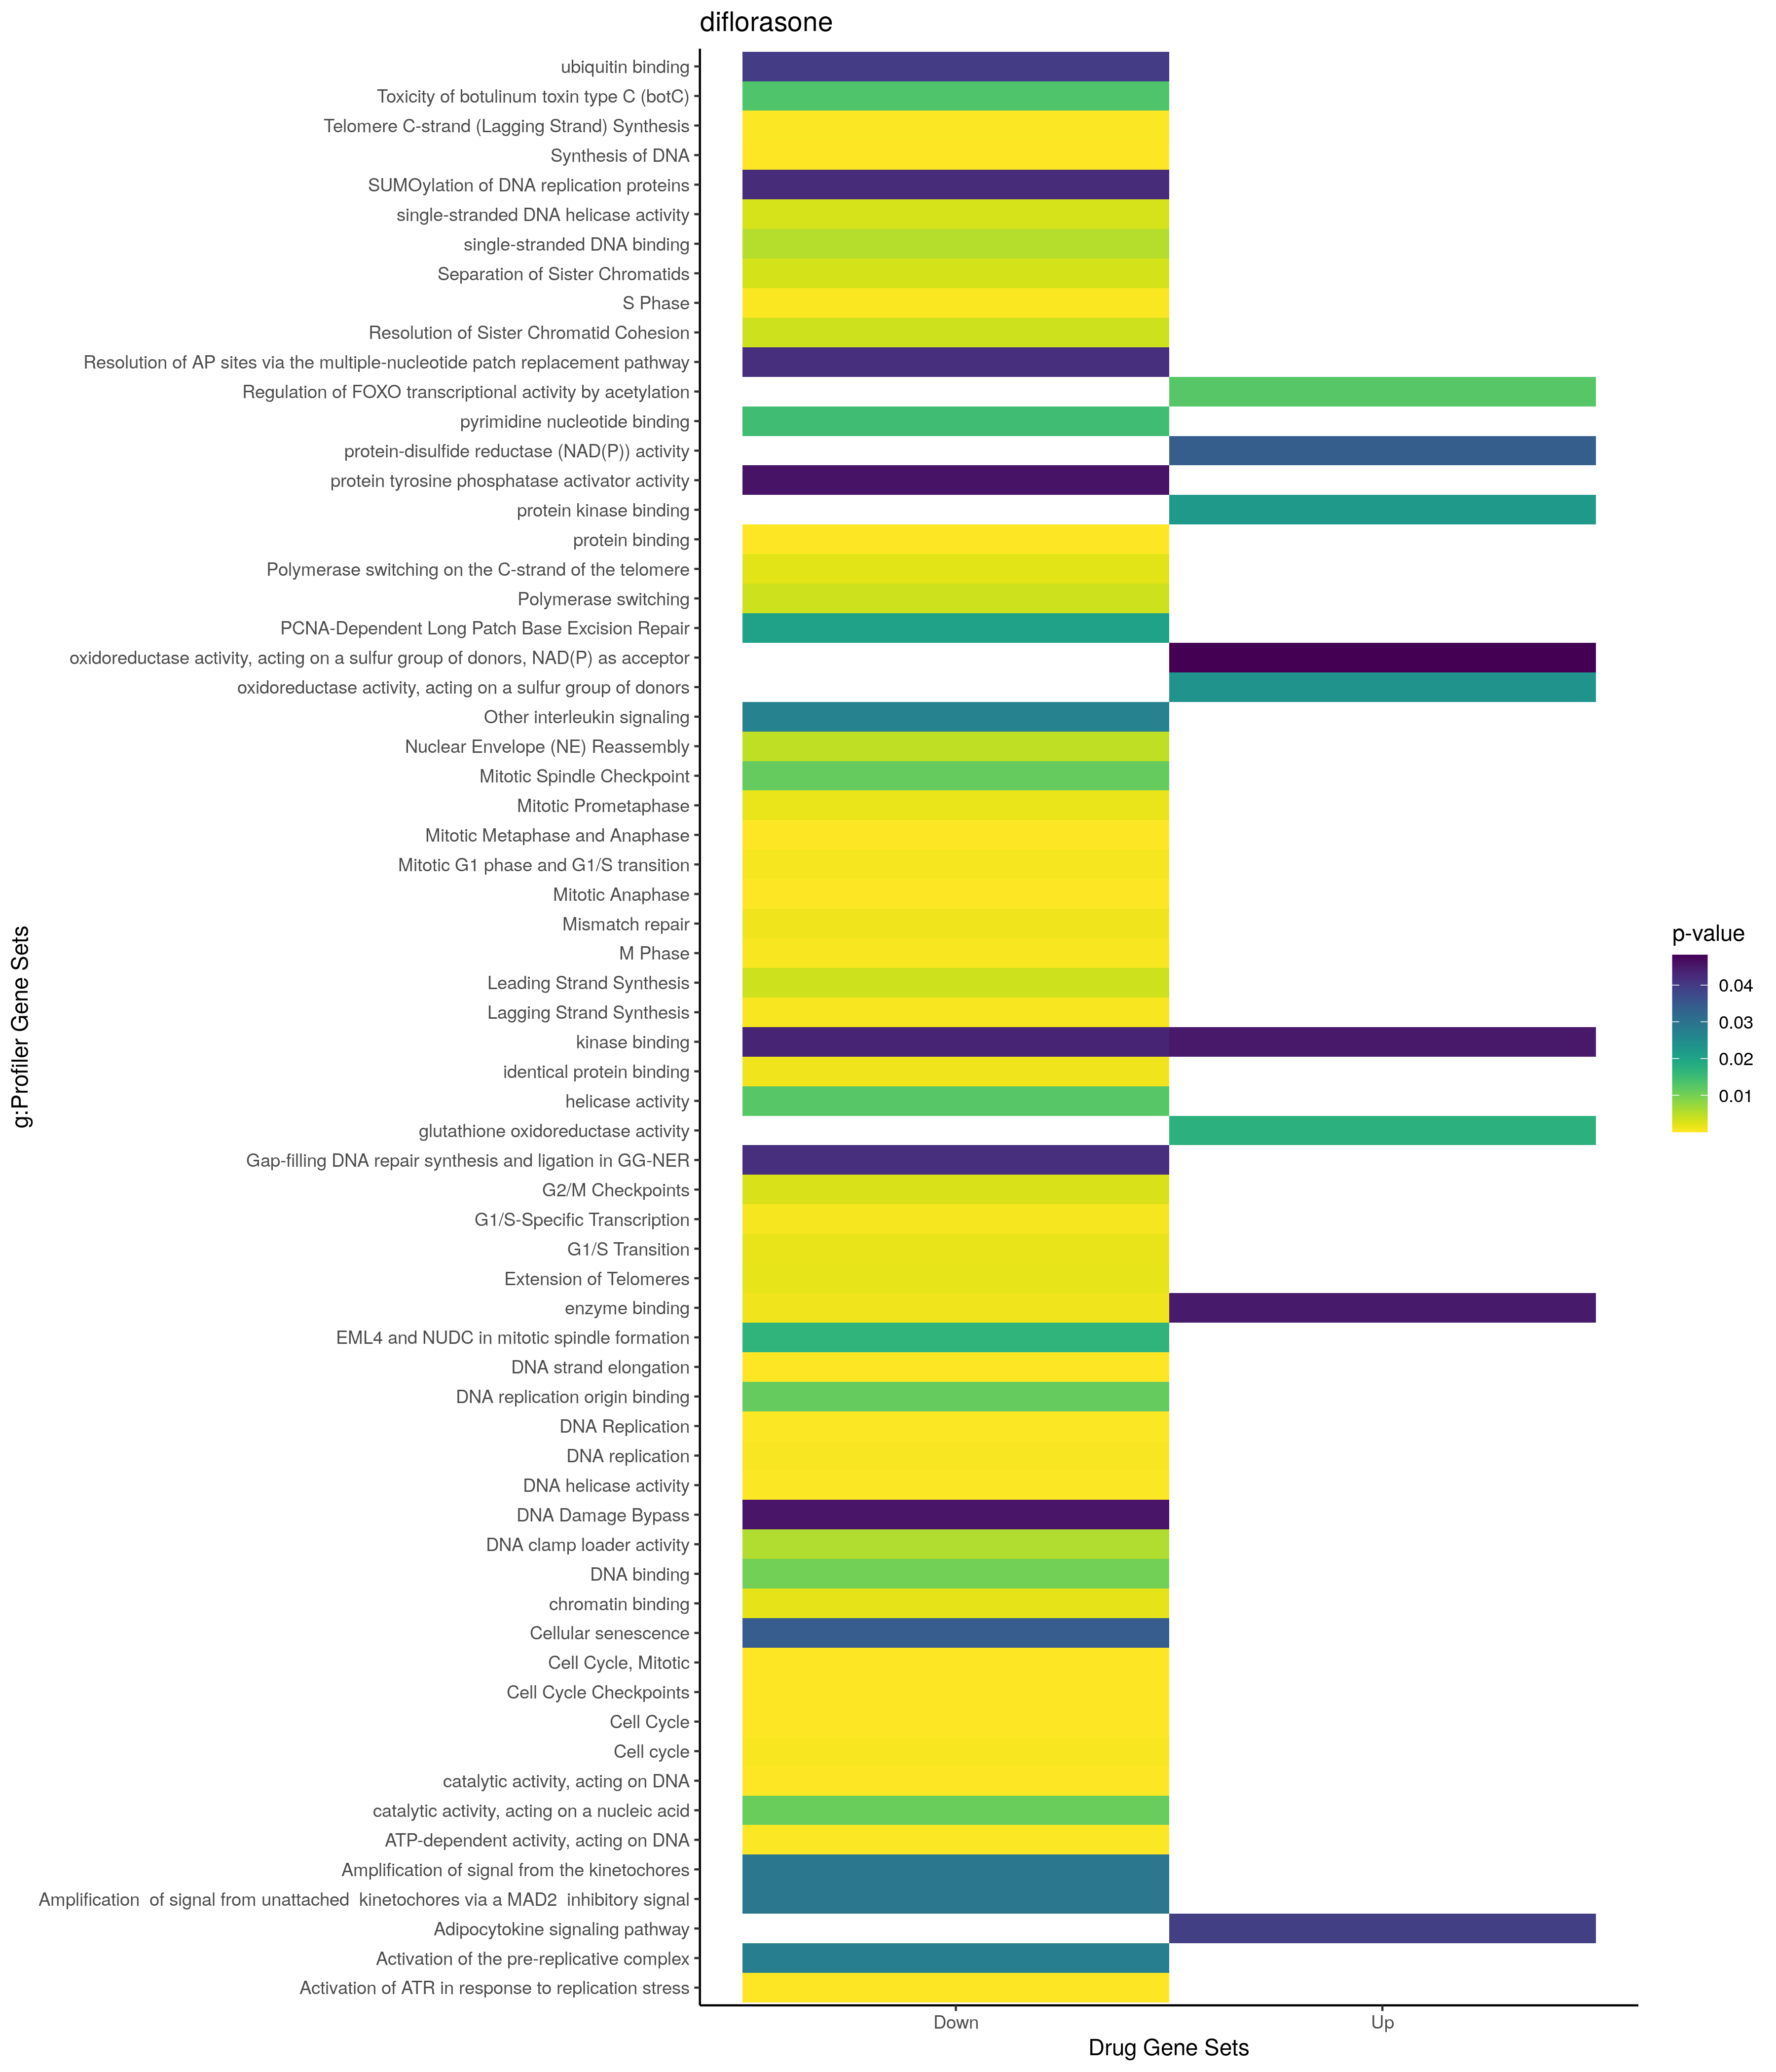 diflorasone
ubiquitin binding
Toxicity of botulinum toxin type C (botC)
Telomere C-strand (Lagging Strand) Synthesis
Synthesis of DNA
SUMOylation of DNA replication proteins
single-stranded DNA helicase activity
single-stranded DNA binding
Separation of Sister Chromatids
S Phase
Resolution of Sister Chromatid Cohesion
Resolution of AP sites via the multiple-nucleotide patch replacement pathway
Regulation of FOXO transcriptional activity by acetylation
pyrimidine nucleotide binding
protein-disulfide reductase (NAD(P)) activity
protein tyrosine phosphatase activator activity
protein kinase binding
protein binding
Polymerase switching on the C-strand of the telomere
Polymerase switching
PCNA-Dependent Long Patch Base Excision Repair
oxidoreductase activity, acting on a sulfur group of donors, NAD(P) as acceptor
oxidoreductase activity, acting on a sulfur group of donors
Other interleukin signaling
Nuclear Envelope (NE) Reassembly
Mitotic Spindle Checkpoint
Mitotic Prometaphase
Mitotic Metaphase and Anaphase
Mitotic G1 phase and G1/S transition
Mitotic Anaphase
Mismatch repair
M Phase
Leading Strand Synthesis
Lagging Strand Synthesis
kinase binding
identical protein binding
helicase activity
glutathione oxidoreductase activity
Gap-filling DNA repair synthesis and ligation in GG-NER
G2/M Checkpoints
G1/S-Specific Transcription
G1/S Transition
Extension of Telomeres
enzyme binding
EML4 and NUDC in mitotic spindle formation
DNA strand elongation
DNA replication origin binding
DNA Replication
DNA replication
DNA helicase activity
DNA Damage Bypass
DNA clamp loader activity
DNA binding
chromatin binding
Cellular senescence
Cell Cycle, Mitotic
Cell Cycle Checkpoints
Cell Cycle
Cell cycle
catalytic activity, acting on DNA
catalytic activity, acting on a nucleic acid
ATP-dependent activity, acting on DNA
Amplification of signal from the kinetochores
Amplification  of signal from unattached  kinetochores via a MAD2  inhibitory signal
Adipocytokine signaling pathway
Activation of the pre-replicative complex
Activation of ATR in response to replication stress
g:Profiler Gene Sets
Down
Up
Drug Gene Sets
p-value
0.04
0.03
0.02
0.01